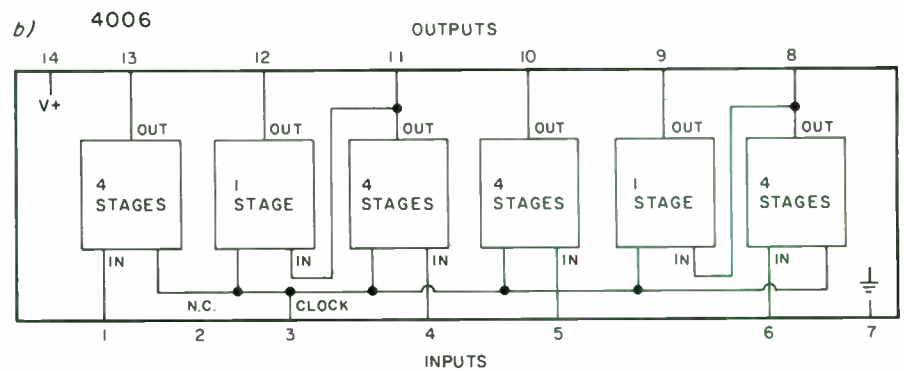 b) 4006
OUTPUTS
14 13 12 11 10 9 8
V+
OUT OUT OUT OUT OUT OUT
4 STAGES
1 STAGE
4 STAGES
4 STAGES
1 STAGE
4 STAGES
IN IN IN IN IN IN
N.C. CLOCK
1 2 3 4 5 6 7
INPUTS